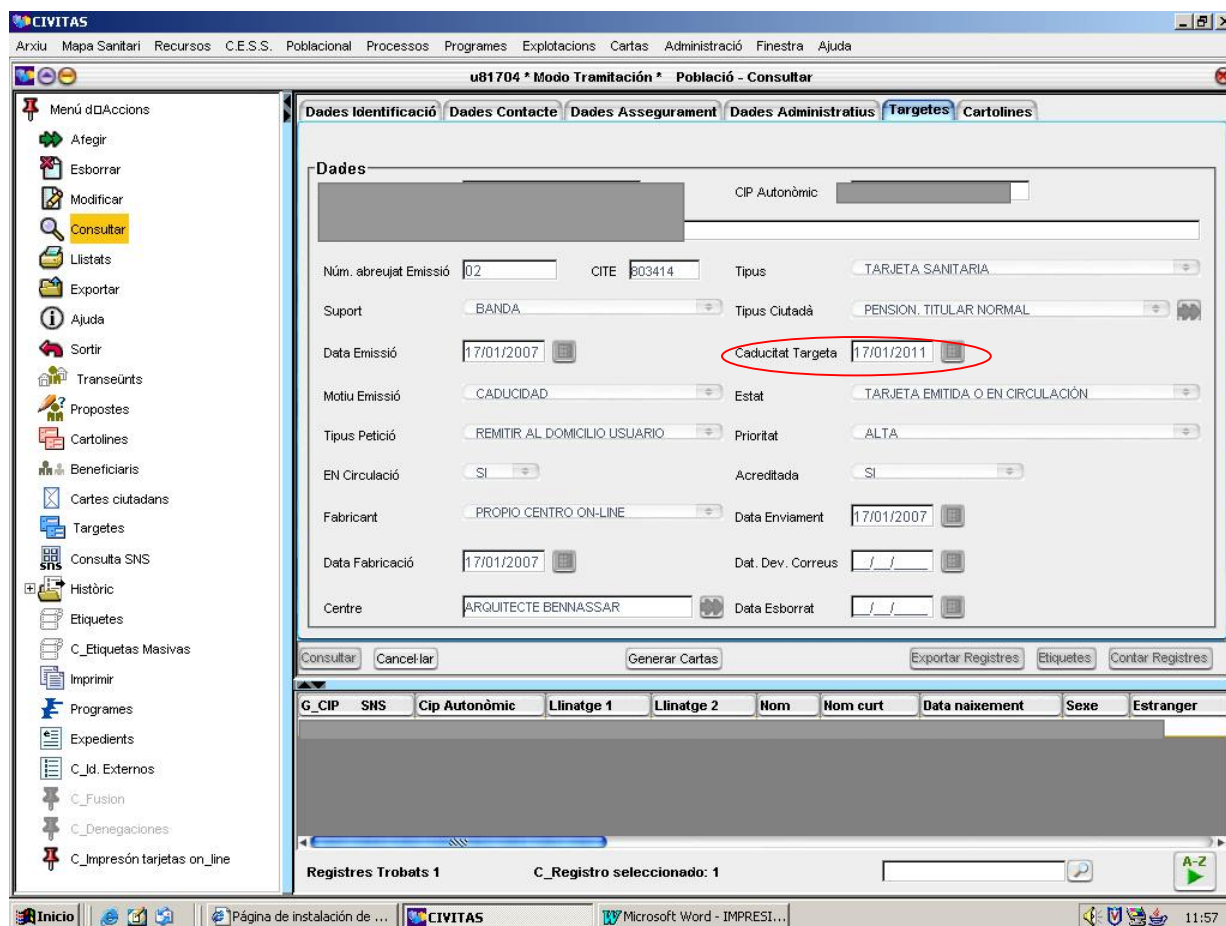 CIVITAS
Arxiu Mapa Sanitari Recursos C.E.S.S. Poblacional Processos Programes Explotacions Cartas Administració Finestra Ajuda
u81704 * Modo Tramitación * Població - Consultar
Menú d□Accions
Afegir
Esborrar
Modificar
Consultar
Llistats
Exportar
Ajuda
Sortir
Transeünts
Propostes
Cartolines
Beneficiaris
Cartes ciutadans
Targetes
Consulta SNS
Històric
Etiquetes
C_Etiquetas Masivas
Imprimir
Programes
Expedients
C_Id. Externos
C_Fusion
C_Denegaciones
C_Impresón tarjetas on_line
Dades Identificació Dades Contacte Dades Assegurament Dades Administratius Targetes Cartolines
Dades
CIP Autonòmic
Núm. abreujat Emissió 02 CITE 803414 Tipus TARJETA SANITARIA
Suport BANDA Tipus Ciutadà PENSION. TITULAR NORMAL
Data Emissió 17/01/2007 Caducitat Targeta 17/01/2011
Motiu Emissió CADUCIDAD Estat TARJETA EMITIDA O EN CIRCULACIÓN
Tipus Petició REMITIR AL DOMICILIO USUARIO Prioritat ALTA
EN Circulació SI Acreditada SI
Fabricant PROPIO CENTRO ON-LINE Data Enviament 17/01/2007
Data Fabricació 17/01/2007 Dat. Dev. Correus __/__/____
Centre ARQUITECTE BENNASSAR Data Esborrat __/__/____
Consultar Cancel·lar Generar Cartas Exportar Registres Etiquetes Contar Registres
G_CIP SNS Cip Autonòmic Llinatge 1 Llinatge 2 Nom Nom curt Data naixement Sexe Estranger
Registres Trobats 1 C_Registro seleccionado: 1 A-Z
Inicio Página de instalación de ... CIVITAS Microsoft Word - IMPRESI... 11:57